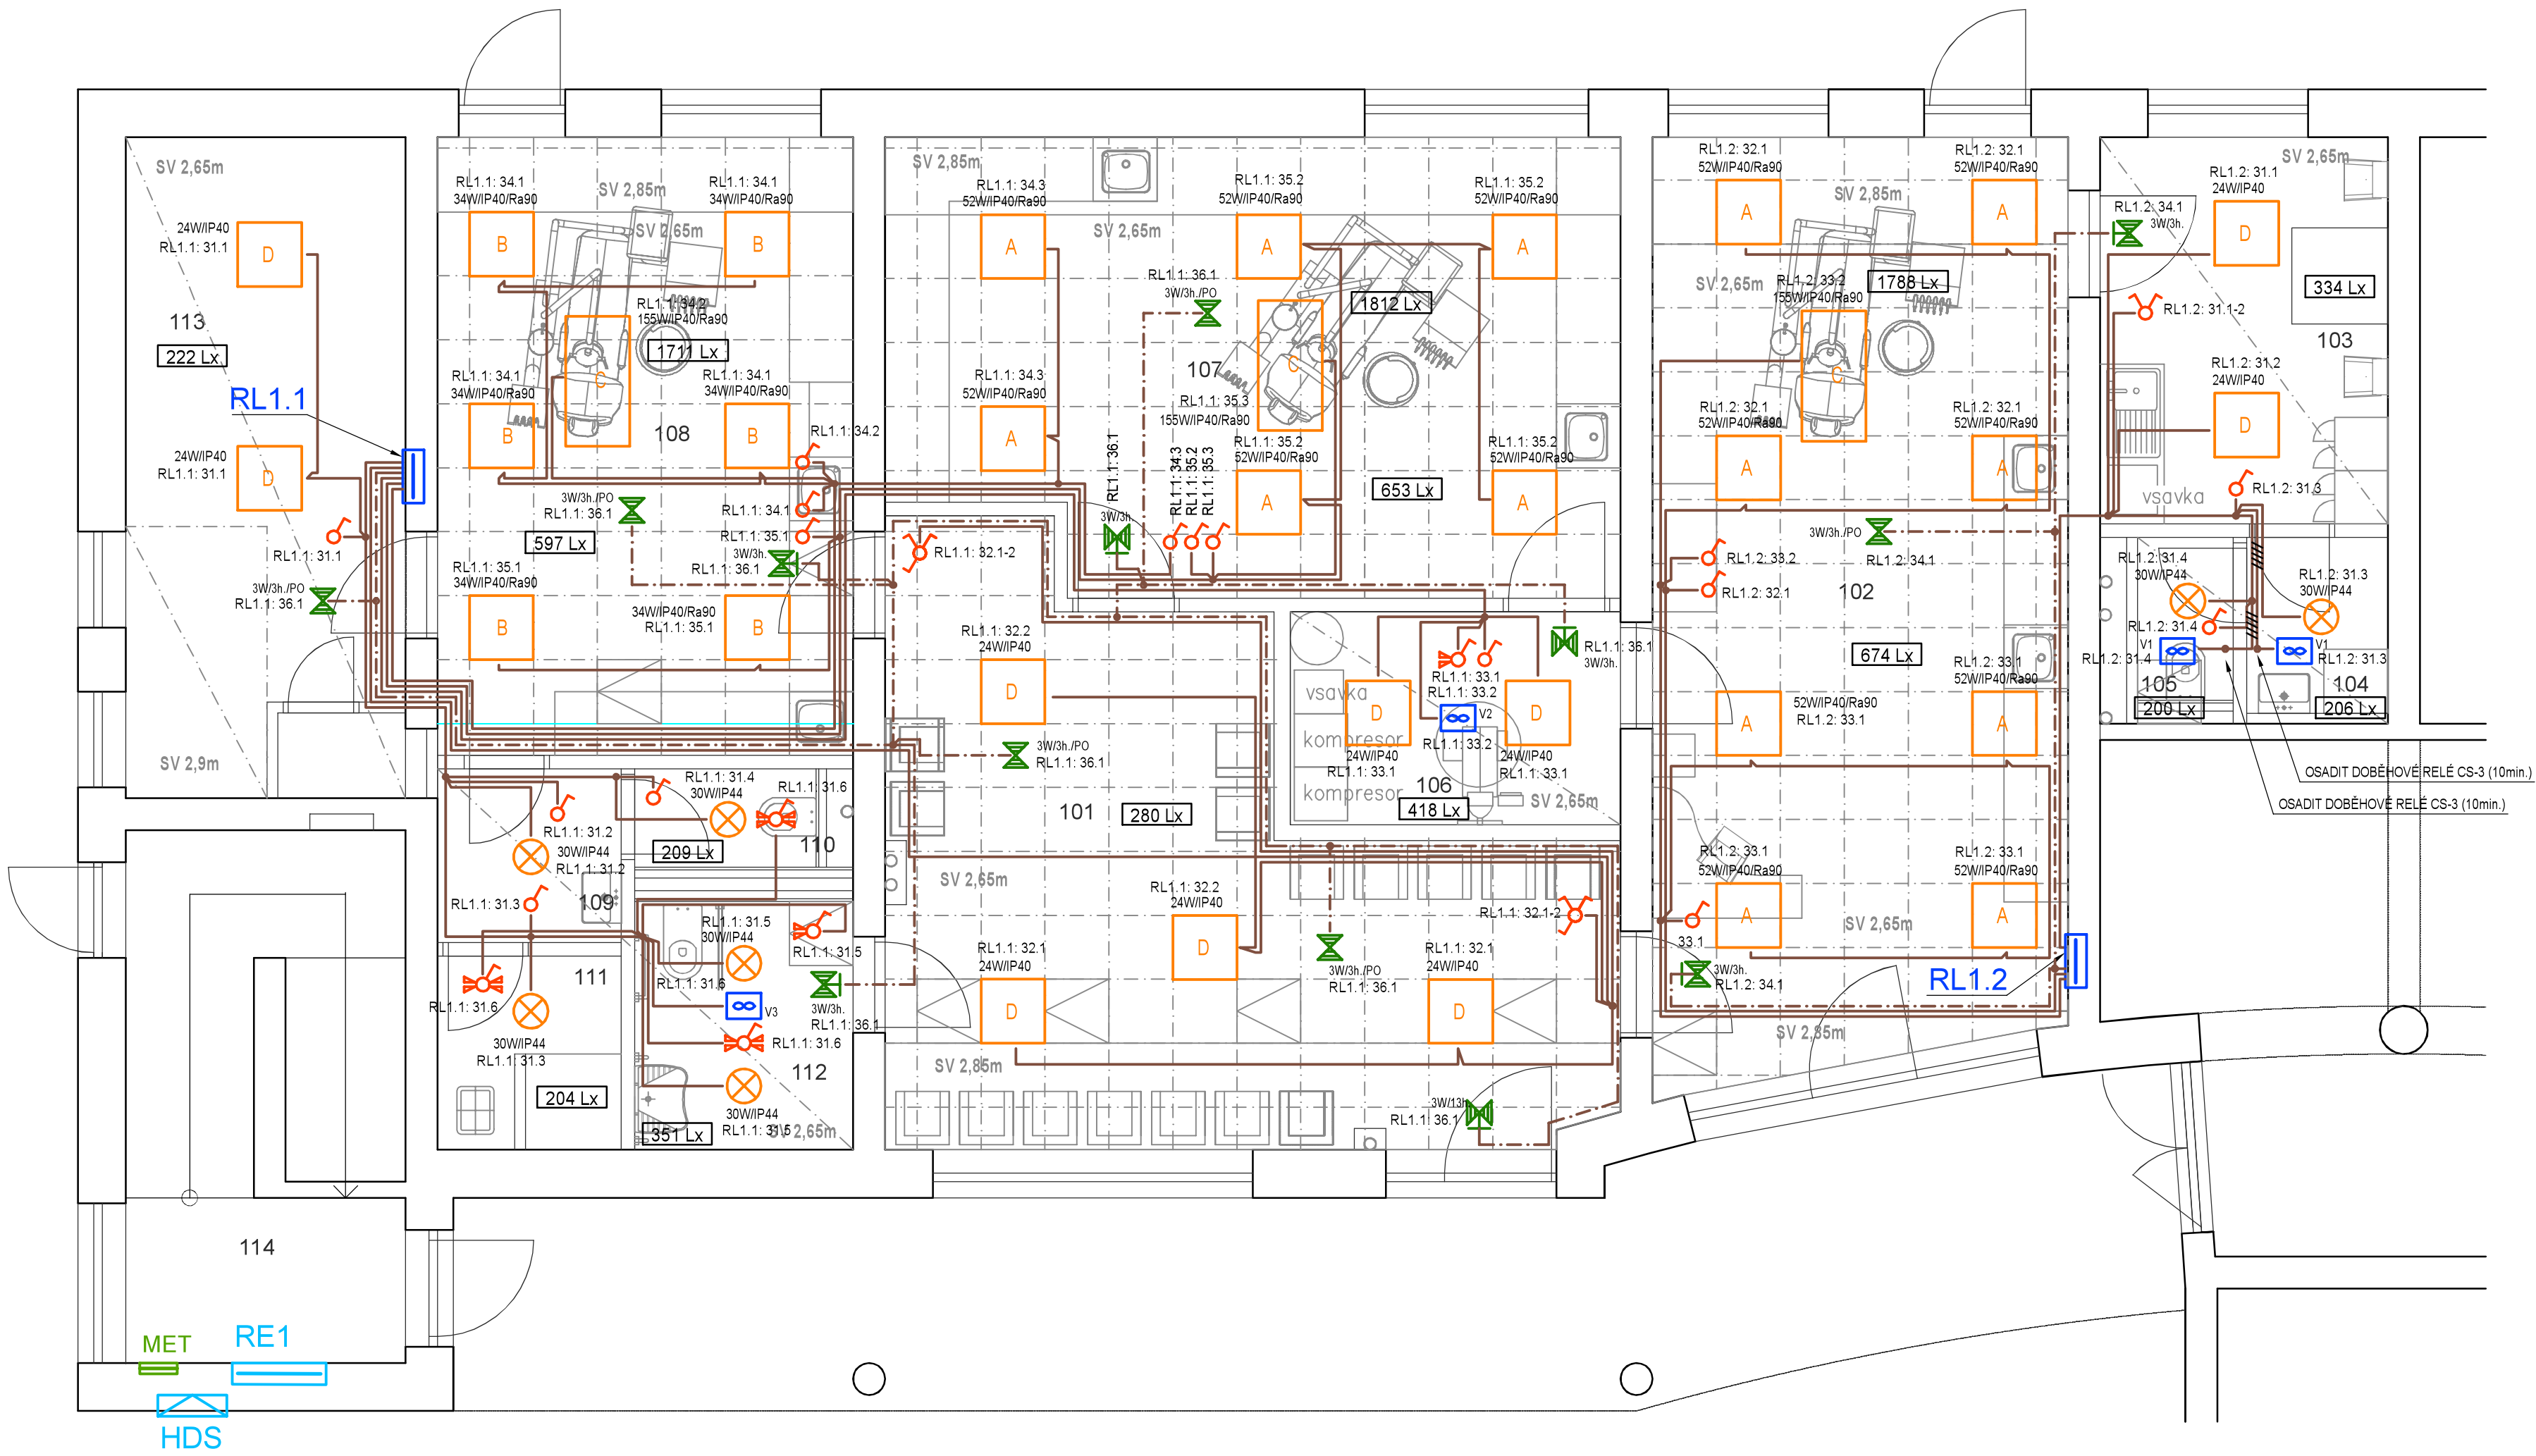 SV 2,65m
24W/IP40
RL1.1: 31.1
D
113
222 Lx
RL1.1
24W/IP40
RL1.1: 31.1
D
RL1.1: 31.1
3W/3h./PO
RL1.1: 36.1
SV 2,9m
RL1.1: 34.1
34W/IP40/Ra90
B
SV 2,85m
RL1.1: 34.1
34W/IP40/Ra90
B
SV 2,65m
RL1.1: 34.2
155W/IP40/Ra90
1711 Lx
C
RL1.1: 34.1
34W/IP40/Ra90
B
RL1.1: 34.1
34W/IP40/Ra90
B
108
RL1.1: 34.2
3W/3h./PO
RL1.1: 36.1
RL1.1: 34.1
RL1.1: 35.1
597 Lx
3W/3h.
RL1.1: 36.1
RL1.1: 35.1
34W/IP40/Ra90
B
34W/IP40/Ra90
RL1.1: 35.1
B
SV 2,85m
RL1.1: 34.3
52W/IP40/Ra90
A
RL1.1: 35.2
52W/IP40/Ra90
A
RL1.1: 35.2
52W/IP40/Ra90
A
SV 2,65m
RL1.1: 36.1
3W/3h./PO
1812 Lx
107
C
RL1.1: 34.3
52W/IP40/Ra90
A
RL1.1: 35.3
155W/IP40/Ra90
RL1.1: 35.2
52W/IP40/Ra90
A
RL1.1: 35.2
52W/IP40/Ra90
A
653 Lx
RL1.1: 36.1
3W/3h.
RL1.1: 34.3
RL1.1: 35.2
RL1.1: 35.3
RL1.1: 32.1-2
RL1.1: 32.2
24W/IP40
D
3W/3h./PO
RL1.1: 36.1
101
280 Lx
SV 2,65m
RL1.1: 32.2
24W/IP40
D
RL1.1: 32.1
24W/IP40
D
3W/3h./PO
RL1.1: 36.1
RL1.1: 32.1
24W/IP40
D
RL1.1: 32.1-2
SV 2,85m
3W/13h.
RL1.1: 36.1
RL1.1: 36.1
3W/3h.
RL1.1: 33.1
RL1.1: 33.2
vsavka
D
V2
D
RL1.1: 33.2
kompresor
24W/IP40
RL1.1: 33.1
24W/IP40
RL1.1: 33.1
kompresor
106
418 Lx
SV 2,65m
RL1.1: 31.4
30W/IP44
RL1.1: 31.6
RL1.1: 31.2
30W/IP44
RL1.1: 31.2
209 Lx
110
RL1.1: 31.3
109
RL1.1: 31.5
30W/IP44
RL1.1: 31.5
111
RL1.1: 31.6
RL1.1: 31.6
V3
3W/3h.
RL1.1: 36.1
30W/IP44
RL1.1: 31.3
RL1.1: 31.6
112
204 Lx
30W/IP44
RL1.1: 31.5
351 Lx
SV 2,65m
RL1.2: 32.1
52W/IP40/Ra90
A
RL1.2: 32.1
52W/IP40/Ra90
A
SV 2,85m
SV 2,65m
RL1.2: 33.2
155W/IP40/Ra90
1788 Lx
C
RL1.2: 32.1
52W/IP40/Ra90
A
RL1.2: 32.1
52W/IP40/Ra90
A
RL1.2: 33.2
RL1.2: 32.1
3W/3h./PO
RL1.2: 34.1
102
674 Lx
RL1.2: 33.1
52W/IP40/Ra90
A
52W/IP40/Ra90
RL1.2: 33.1
A
RL1.2: 33.1
52W/IP40/Ra90
A
RL1.2: 33.1
52W/IP40/Ra90
A
SV 2,65m
33.1
3W/3h.
RL1.2: 34.1
RL1.2
SV 2,85m
SV 2,65m
RL1.2: 31.1
24W/IP40
D
RL1.2: 34.1
3W/3h.
334 Lx
RL1.2: 31.1-2
103
RL1.2: 31.2
24W/IP40
D
vsavka
RL1.2: 31.3
RL1.2: 31.4
30W/IP44
RL1.2: 31.3
30W/IP44
RL1.2: 31.4
V1
RL1.2: 31.4
V1
RL1.2: 31.3
105
200 Lx
104
206 Lx
OSADIT DOBĚHOVÉ RELÉ CS-3 (10min.)
OSADIT DOBĚHOVÉ RELÉ CS-3 (10min.)
114
MET
RE1
HDS